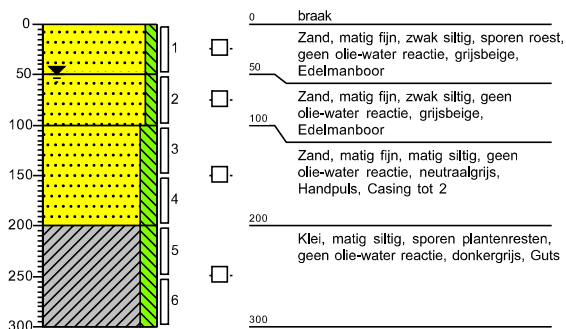 0
50
100
150
200
250
300
1
2
3
4
5
6
0 braak
Zand, matig fijn, zwak siltig, sporen roest,
geen olie-water reactie, grijsbeige,
Edelmanboor
50
Zand, matig fijn, zwak siltig, geen
olie-water reactie, grijsbeige,
Edelmanboor
100
Zand, matig fijn, matig siltig, geen
olie-water reactie, neutraalgrijs,
Handpuls, Casing tot 2
200
Klei, matig siltig, sporen plantenresten,
geen olie-water reactie, donkergrijs, Guts
300